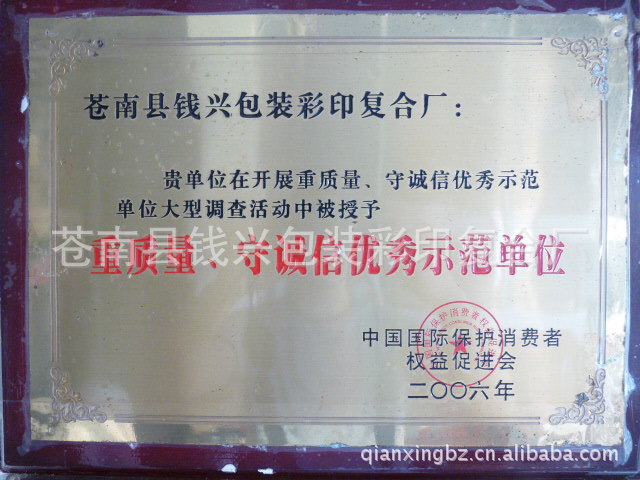 苍南县钱兴包装彩印复合厂：
贵单位在开展重质量、守诚信优秀示范
单位大型调查活动中被授予
苍南县钱兴包装彩印复合厂
重质量、守诚信优秀示范单位
中国国际保护消费者
权益促进会
二〇〇六年
qianxingbz.cn.alibaba.com